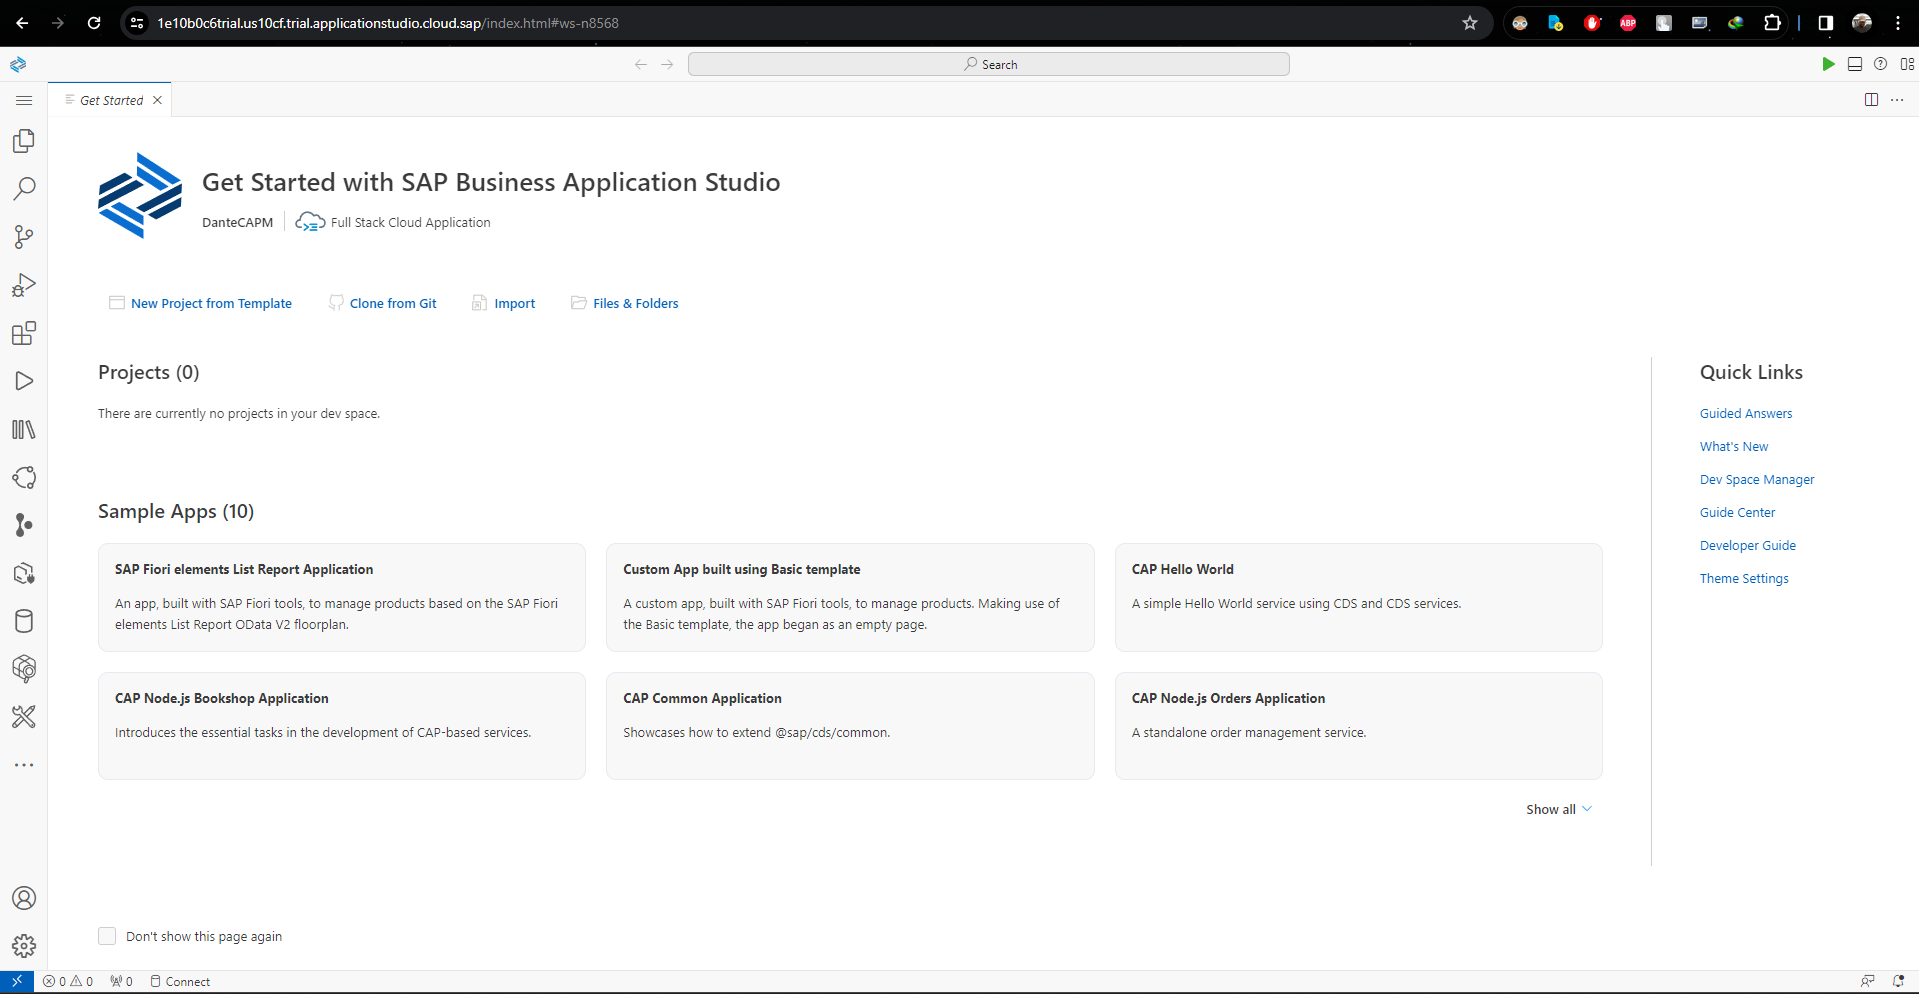 1e10b0c6trial.us10cf.trial.applicationstudio.cloud.sap/index.html#ws-n8568
ABP
Search
Get Started
Get Started with SAP Business Application Studio
DanteCAPM
Full Stack Cloud Application
New Project from Template
Clone from Git
Import
Files & Folders
Projects (0)
There are currently no projects in your dev space.
Sample Apps (10)
SAP Fiori elements List Report Application
An app, built with SAP Fiori tools, to manage products based on the SAP Fiori
elements List Report OData V2 floorplan.
Custom App built using Basic template
A custom app, built with SAP Fiori tools, to manage products. Making use of
the Basic template, the app began as an empty page.
CAP Hello World
A simple Hello World service using CDS and CDS services.
CAP Node.js Bookshop Application
Introduces the essential tasks in the development of CAP-based services.
CAP Common Application
Showcases how to extend @sap/cds/common.
CAP Node.js Orders Application
A standalone order management service.
Show all
Quick Links
Guided Answers
What's New
Dev Space Manager
Guide Center
Developer Guide
Theme Settings
Don't show this page again
0 0 0 Connect